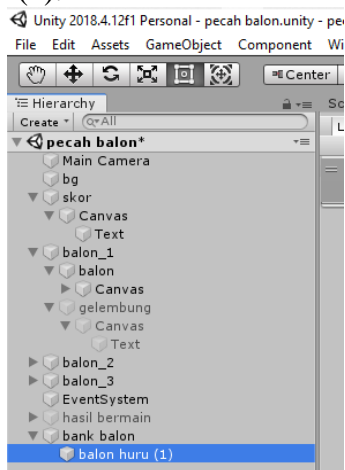 Unity 2018.4.12f1 Personal - pecah balon.unity - pec
File Edit Assets GameObject Component Wi
Center
Hierarchy
Create All
pecah balon*
Main Camera
bg
skor
Canvas
Text
balon_1
balon
Canvas
gelembung
Canvas
Text
balon_2
balon_3
EventSystem
hasil bermain
bank balon
balon huru (1)